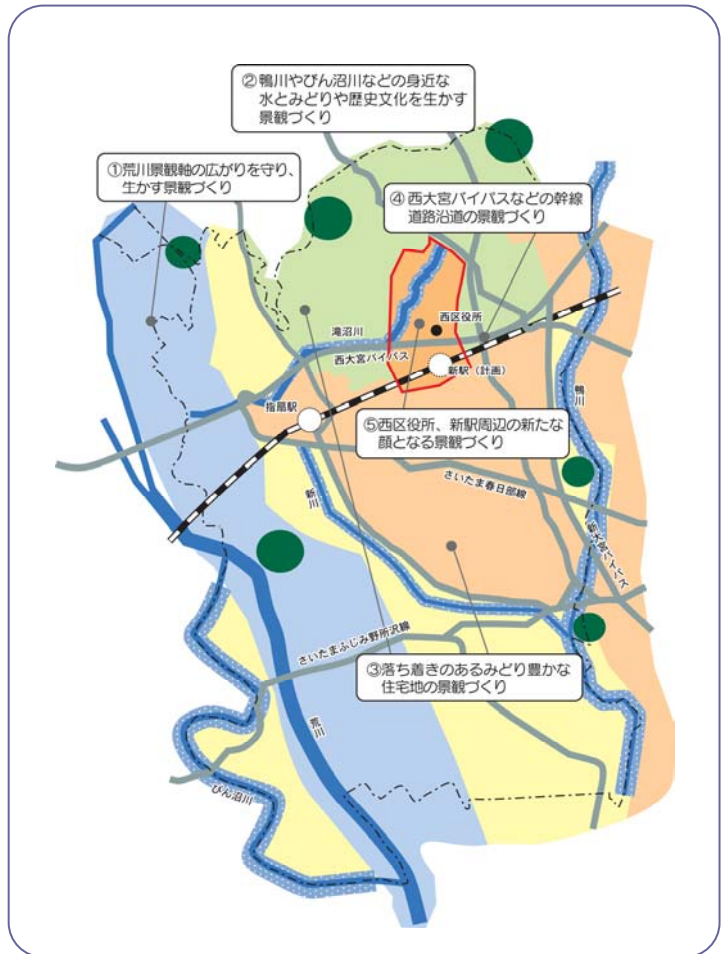 ②鴨川やびん沼川などの身近な
水とみどりや歴史文化を生かす
景観づくり
①荒川景観軸の広がりを守り、
生かす景観づくり
④西大宮バイパスなどの幹線
道路沿道の景観づくり
西区役所
滝沼川
西大宮バイパス
新駅（計画）
鴨川
指扇駅
⑤西区役所、新駅周辺の新たな
顔となる景観づくり
さいたま春日部線
新川
新大宮バイパス
さいたまふじみ野所沢線
③落ち着きのあるみどり豊かな
住宅地の景観づくり
荒川
びん沼川